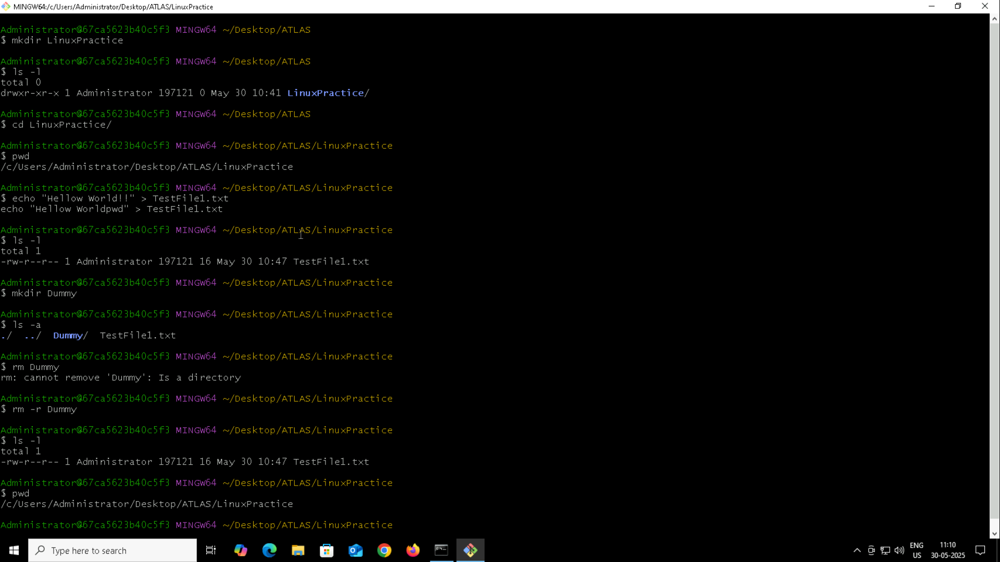 MINGW64:/c/Users/Administrator/Desktop/ATLAS/LinuxPractice
Administrator@67ca5623b40c5f3 MINGW64 ~/Desktop/ATLAS
$ mkdir LinuxPractice
Administrator@67ca5623b40c5f3 MINGW64 ~/Desktop/ATLAS
$ ls -l
total 0
drwxr-xr-x 1 Administrator 197121 0 May 30 10:41 LinuxPractice/
Administrator@67ca5623b40c5f3 MINGW64 ~/Desktop/ATLAS
$ cd LinuxPractice/
Administrator@67ca5623b40c5f3 MINGW64 ~/Desktop/ATLAS/LinuxPractice
$ pwd
/c/Users/Administrator/Desktop/ATLAS/LinuxPractice
Administrator@67ca5623b40c5f3 MINGW64 ~/Desktop/ATLAS/LinuxPractice
$ echo "Hellow World!!" > TestFile1.txt
echo "Hellow Worldpwd" > TestFile1.txt
Administrator@67ca5623b40c5f3 MINGW64 ~/Desktop/ATLAS/LinuxPractice
$ ls -l
total 1
-rw-r--r-- 1 Administrator 197121 16 May 30 10:47 TestFile1.txt
Administrator@67ca5623b40c5f3 MINGW64 ~/Desktop/ATLAS/LinuxPractice
$ mkdir Dummy
Administrator@67ca5623b40c5f3 MINGW64 ~/Desktop/ATLAS/LinuxPractice
$ ls -a
./  ../  Dummy/  TestFile1.txt
Administrator@67ca5623b40c5f3 MINGW64 ~/Desktop/ATLAS/LinuxPractice
$ rm Dummy
rm: cannot remove 'Dummy': Is a directory
Administrator@67ca5623b40c5f3 MINGW64 ~/Desktop/ATLAS/LinuxPractice
$ rm -r Dummy
Administrator@67ca5623b40c5f3 MINGW64 ~/Desktop/ATLAS/LinuxPractice
$ ls -l
total 1
-rw-r--r-- 1 Administrator 197121 16 May 30 10:47 TestFile1.txt
Administrator@67ca5623b40c5f3 MINGW64 ~/Desktop/ATLAS/LinuxPractice
$ pwd
/c/Users/Administrator/Desktop/ATLAS/LinuxPractice
Administrator@67ca5623b40c5f3 MINGW64 ~/Desktop/ATLAS/LinuxPractice
Type here to search
ENG
US
11:10
30-05-2025